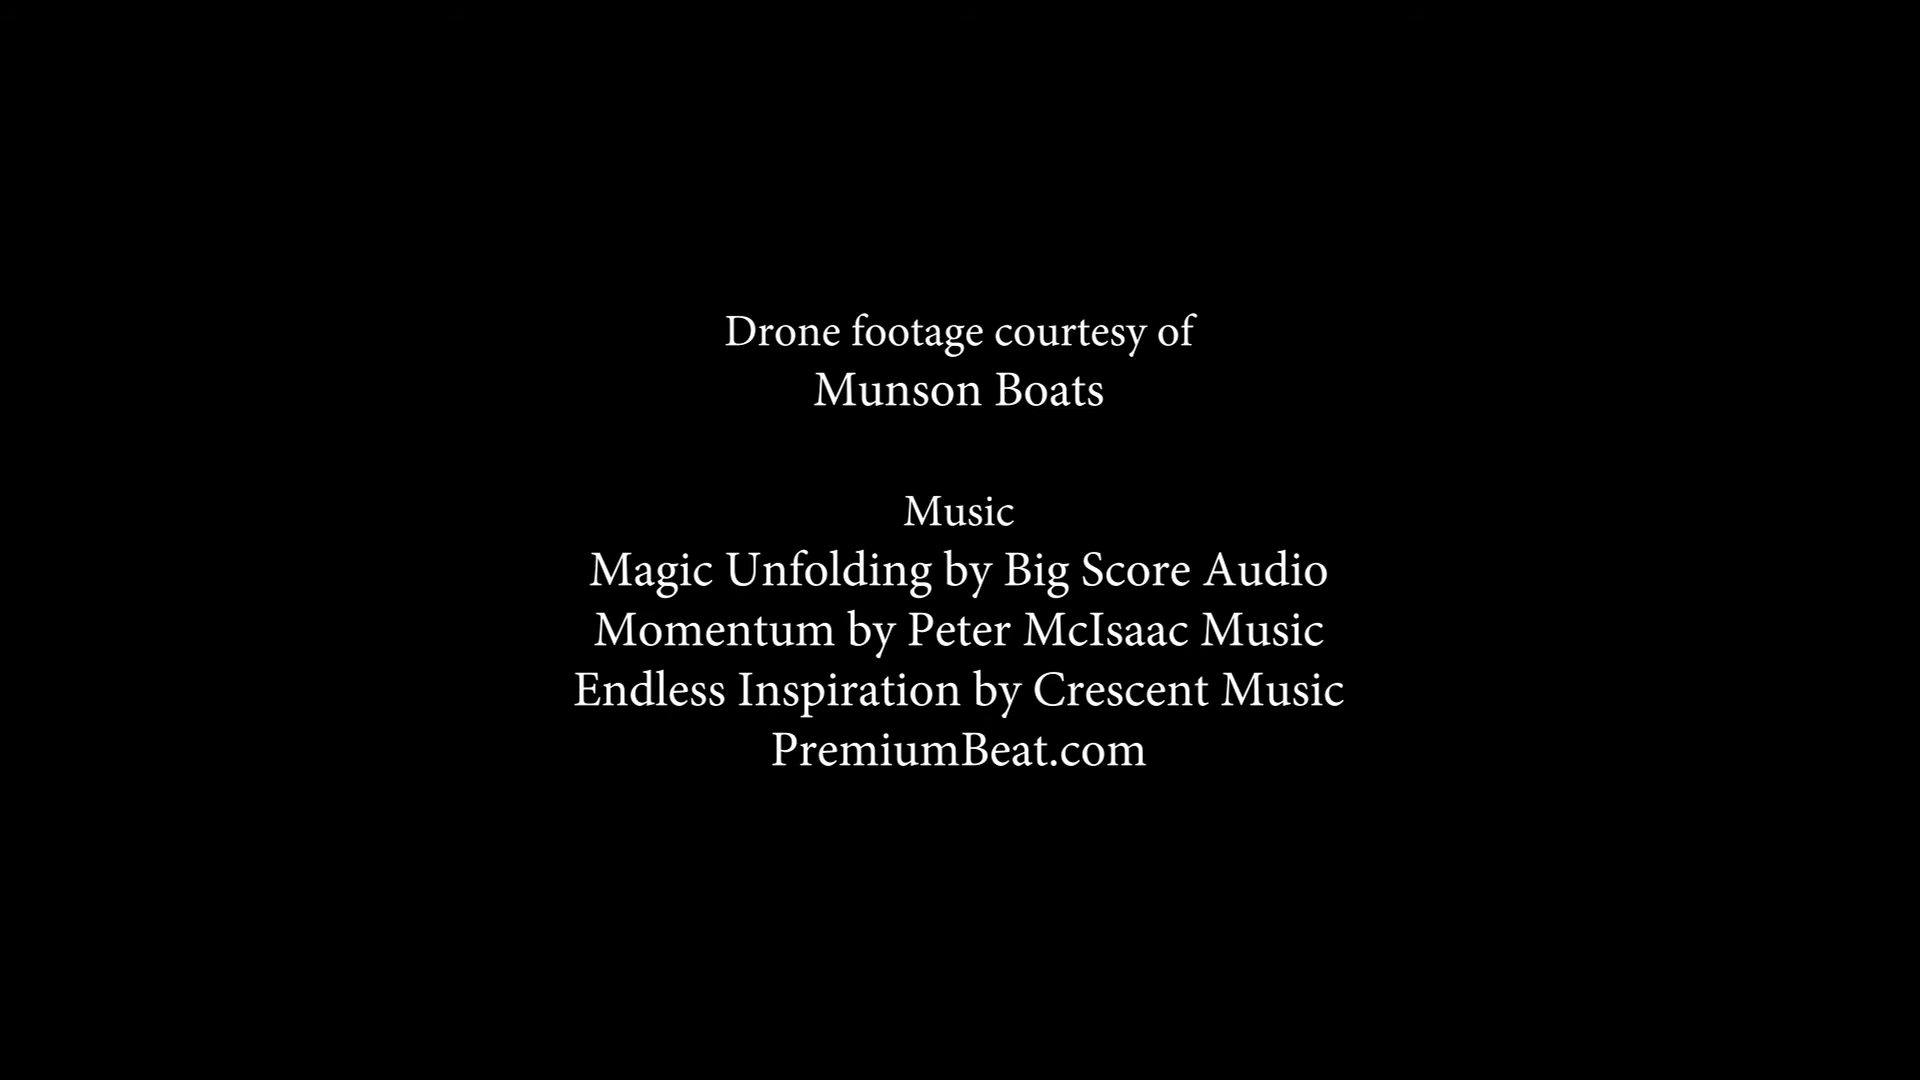 Drone footage courtesy of
Munson Boats
Music
Magic Unfolding by Big Score Audio
Momentum by Peter McIsaac Music
Endless Inspiration by Crescent Music
PremiumBeat.com